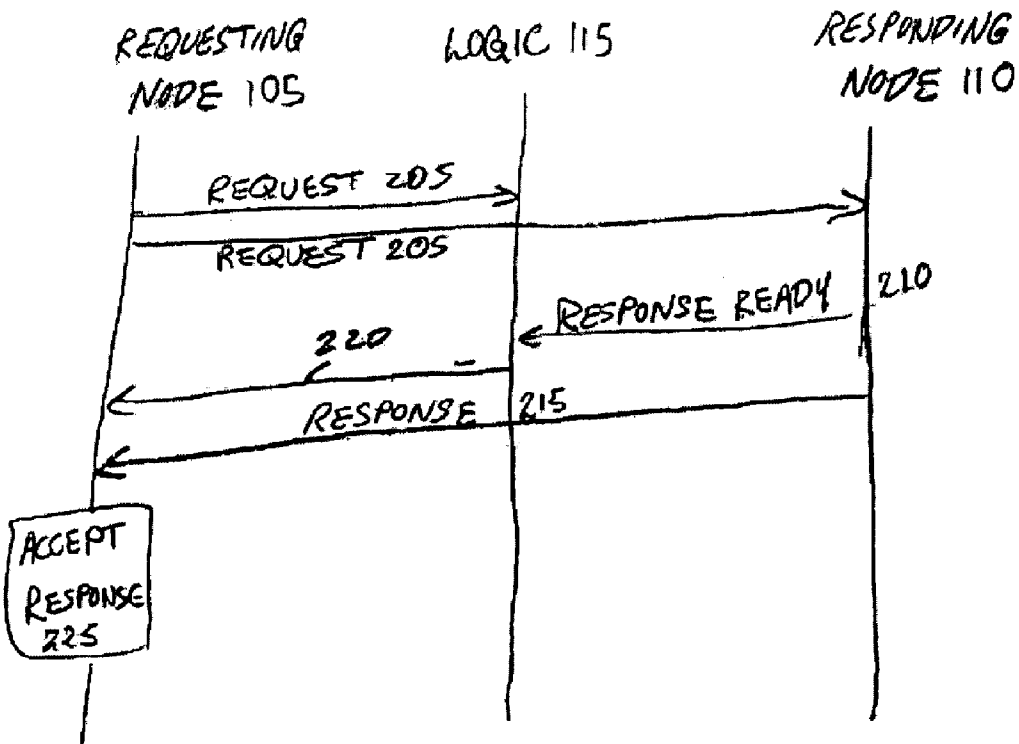 REQUESTING
NODE 105
LOGIC 115
RESPONDING
NODE 110
REQUEST 205
REQUEST 205
RESPONSE READY
210
220
RESPONSE
215
ACCEPT
RESPONSE
225